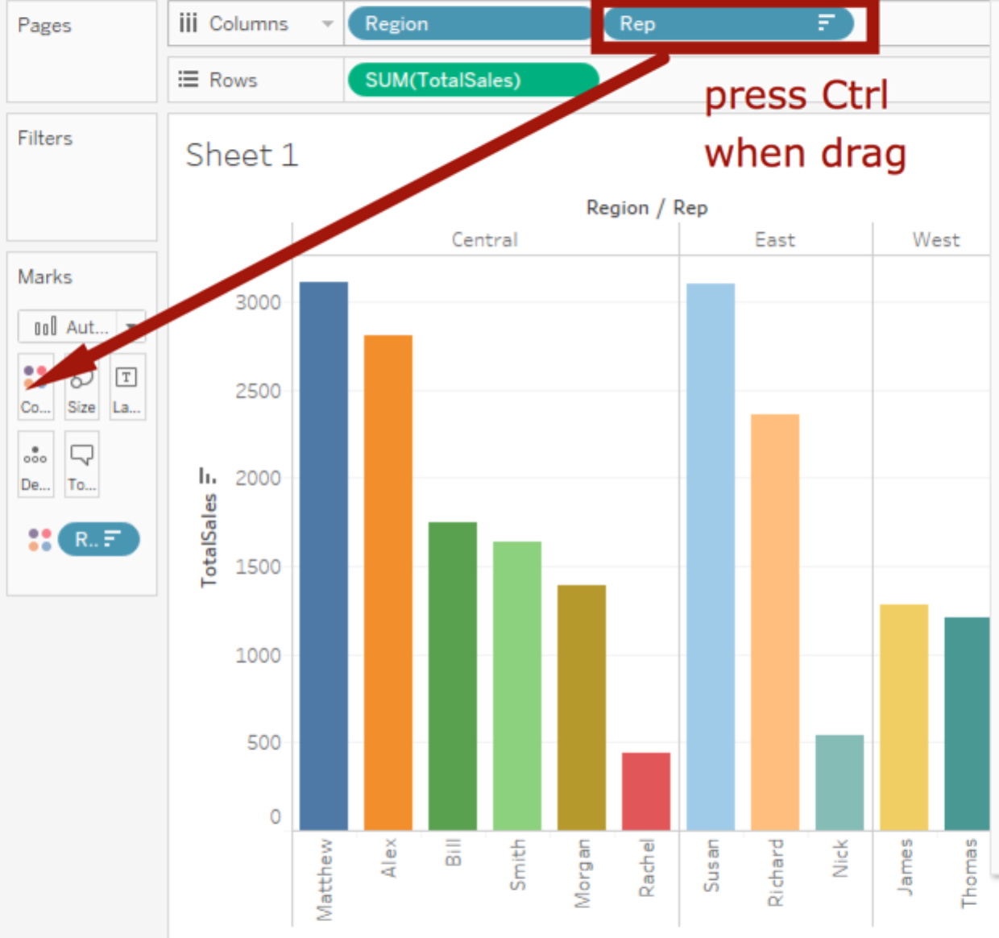 Pages
Columns
Region
Rep
Rows
SUM(TotalSales)
press Ctrl
when drag
Filters
Sheet 1
Region / Rep
Central
East
West
Marks
Aut...
Co...
Size
La...
De...
To...
R..
TotalSales
3000
2500
2000
1500
1000
500
0
Matthew
Alex
Bill
Smith
Morgan
Rachel
Susan
Richard
Nick
James
Thomas